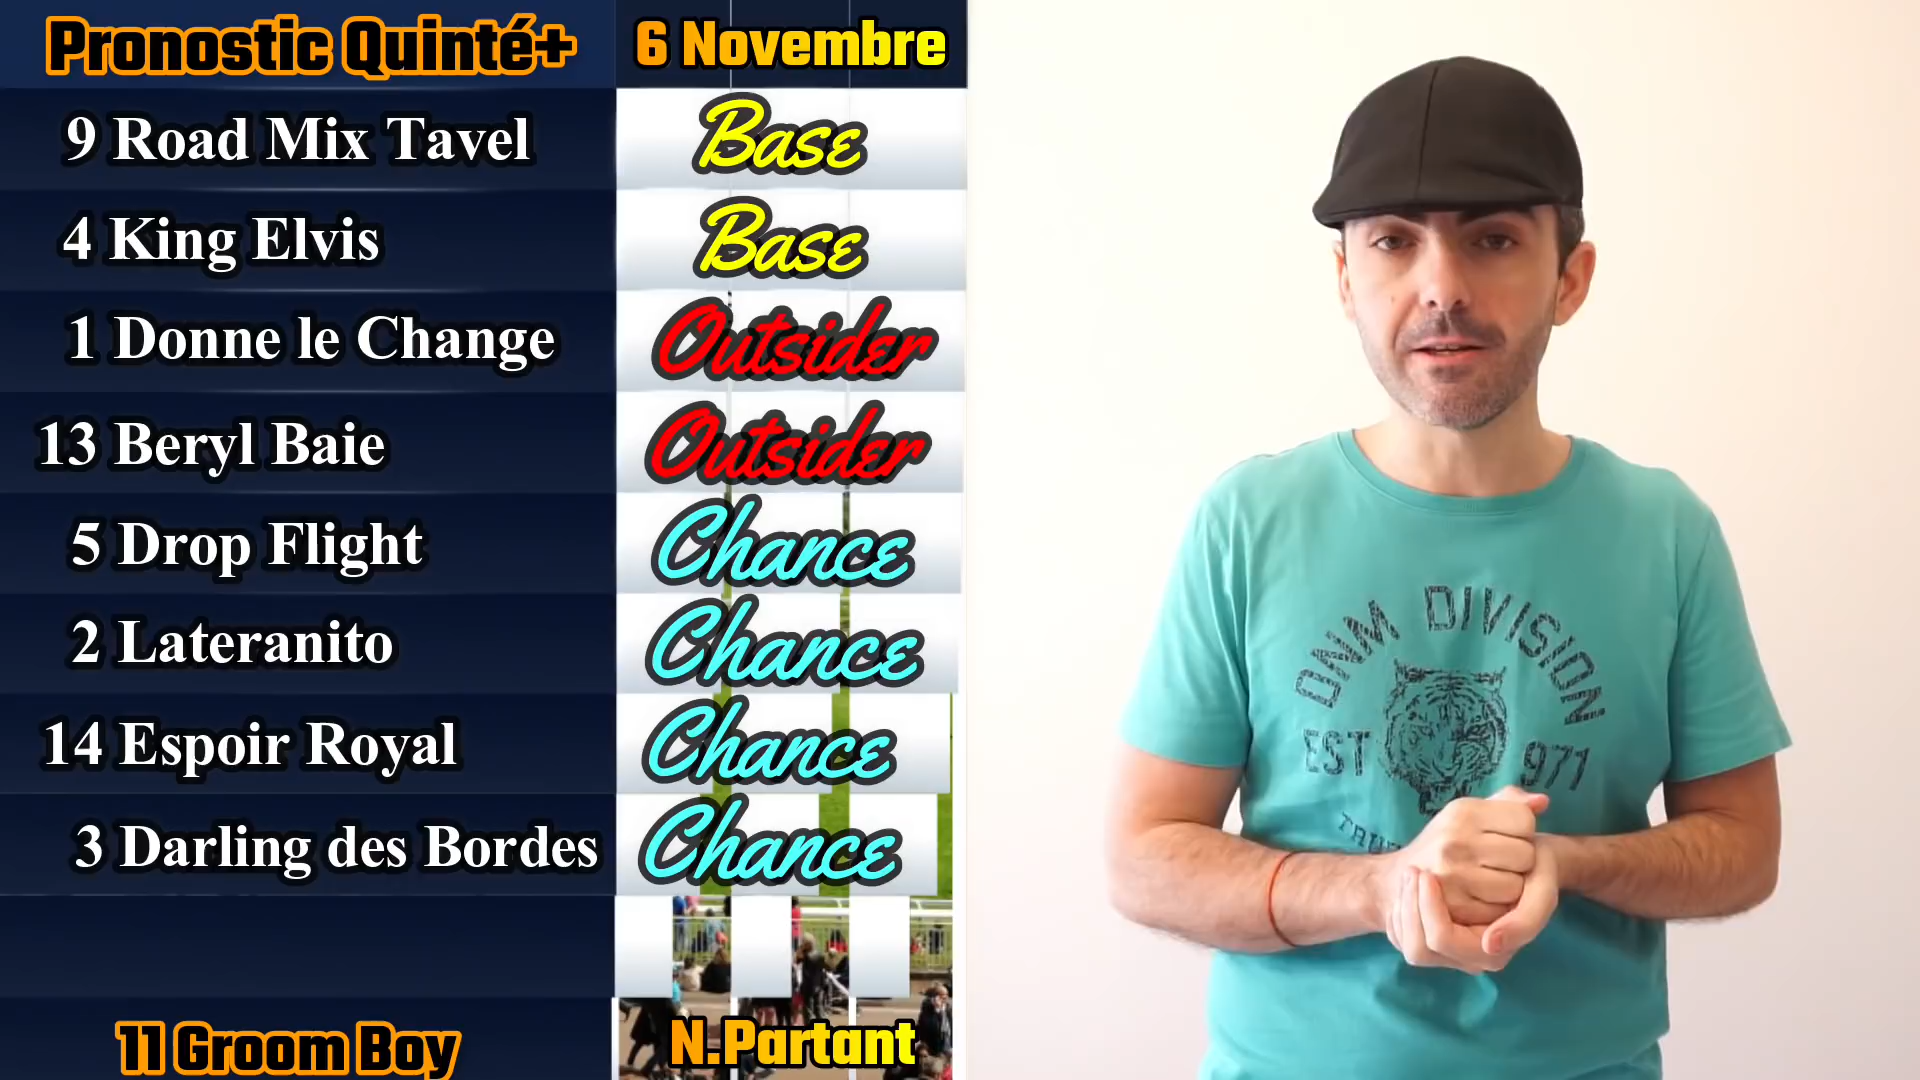 Pronostic Quinté+ 6 Novembre
9 Road Mix Tavel Base
4 King Elvis Base
1 Donne le Change Outsider
13 Beryl Baie Outsider
5 Drop Flight Chance
2 Lateranito Chance
14 Espoir Royal Chance
3 Darling des Bordes Chance
11 Groom Boy N.Partant
DNM DIVISION
EST 971